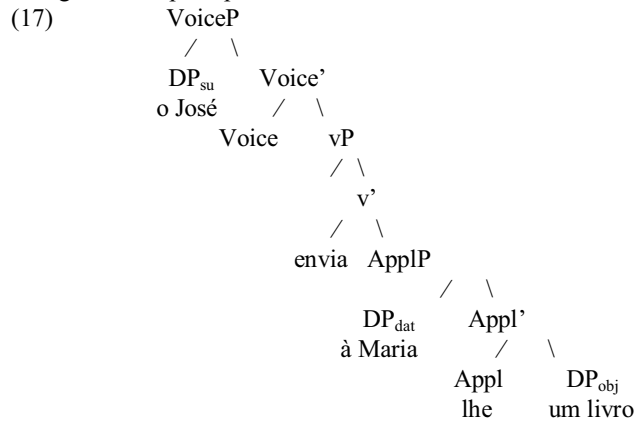 (17) VoiceP
DPsu Voice’
o José
Voice vP
v’
envia ApplP
DPdat Appl’
à Maria
Appl DPobj
lhe um livro